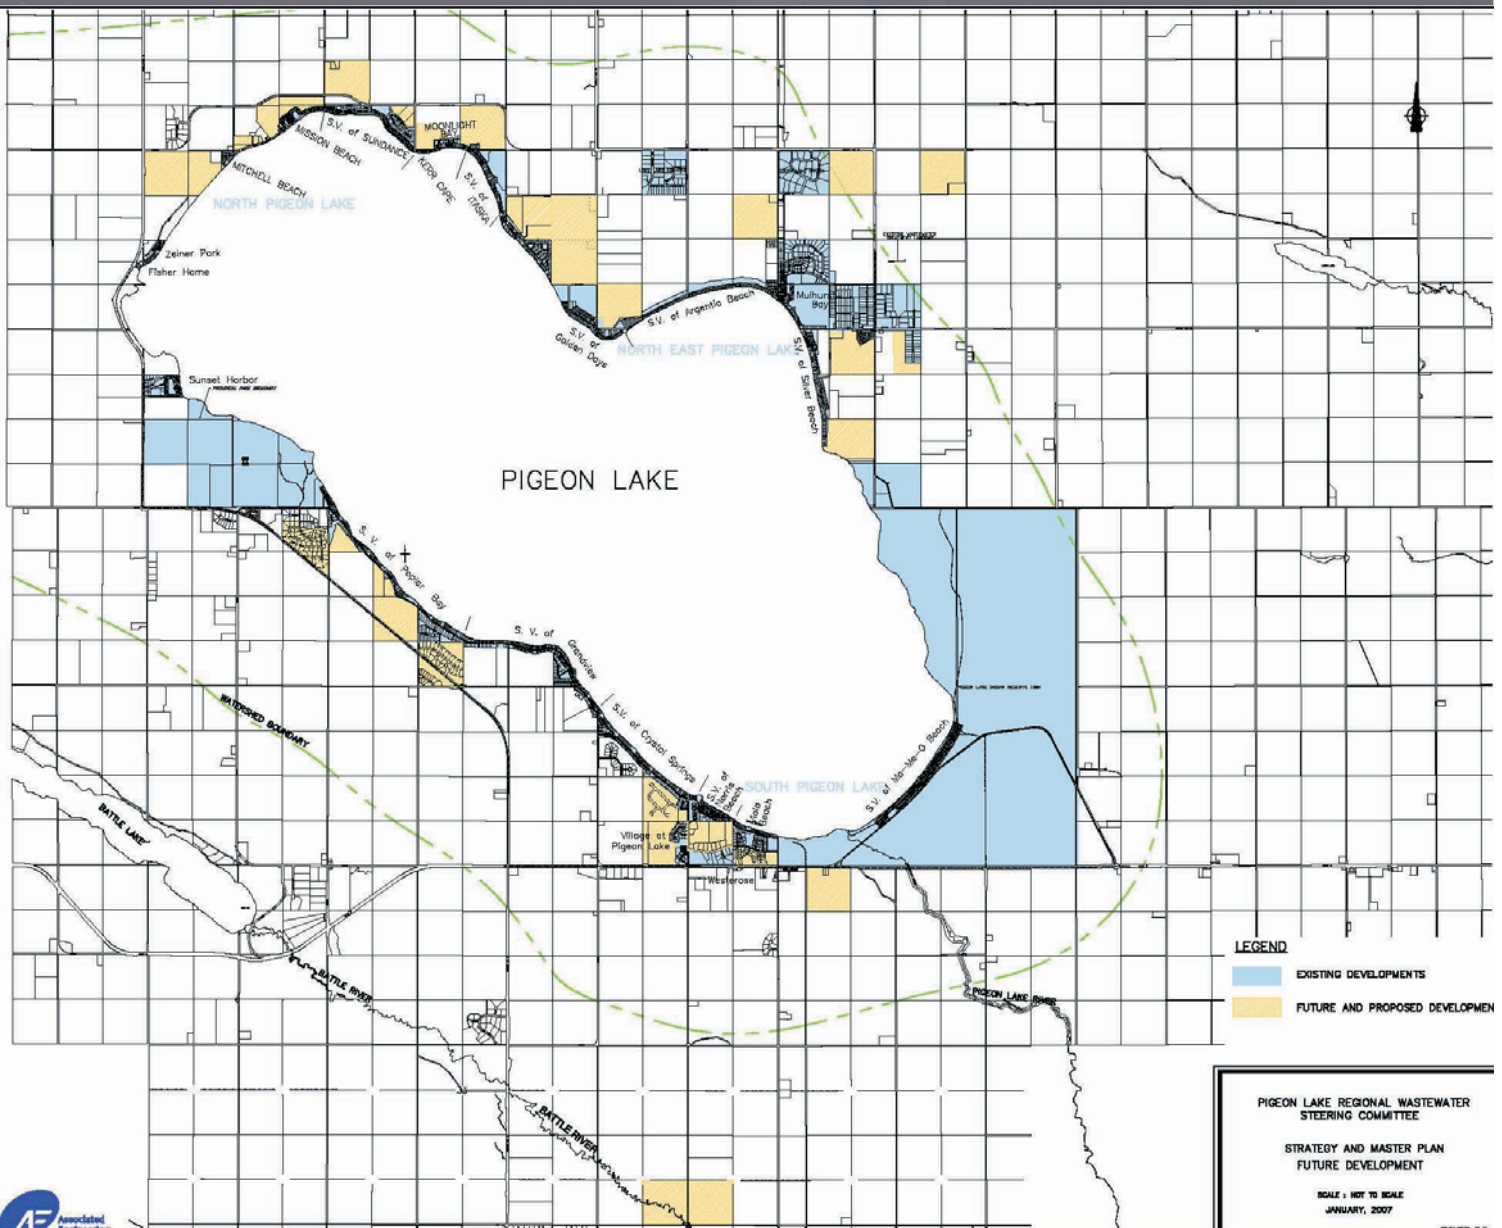 MOONLIGHT
BAY
S.V. of SUNDANCE
MISSION BEACH
KERR CAPE
MITCHELL BEACH
S.V. of
ITASKA
NORTH PIGEON LAKE
Zeiner Park
Fisher Home
Mulhurst
Bay
S.V. of Argentia Beach
S.V. of
Golden Days
NORTH EAST PIGEON LAKE
S.V. of Silver Beach
Sunset Harbor
PROVINCIAL PARK BOUNDARY
PIGEON LAKE
S. V. of Poplar Bay
S. V. of Grandview
WATERSHED BOUNDARY
S.V. of Crystal Springs
S.V. of Ma-Me-O Beach
SOUTH PIGEON LAKE
S.V. of
Norris
Beach
Viola
Beach
BATTLE LAKE
Village at
Pigeon Lake
Westerose
LEGEND
EXISTING DEVELOPMENTS
FUTURE AND PROPOSED DEVELOPMEN
BATTLE RIVER
PIGEON LAKE RIVER
BATTLE RIVER
PIGEON LAKE REGIONAL WASTEWATER
STEERING COMMITTEE
STRATEGY AND MASTER PLAN
FUTURE DEVELOPMENT
SCALE : NOT TO SCALE
JANUARY, 2007
AE Associated